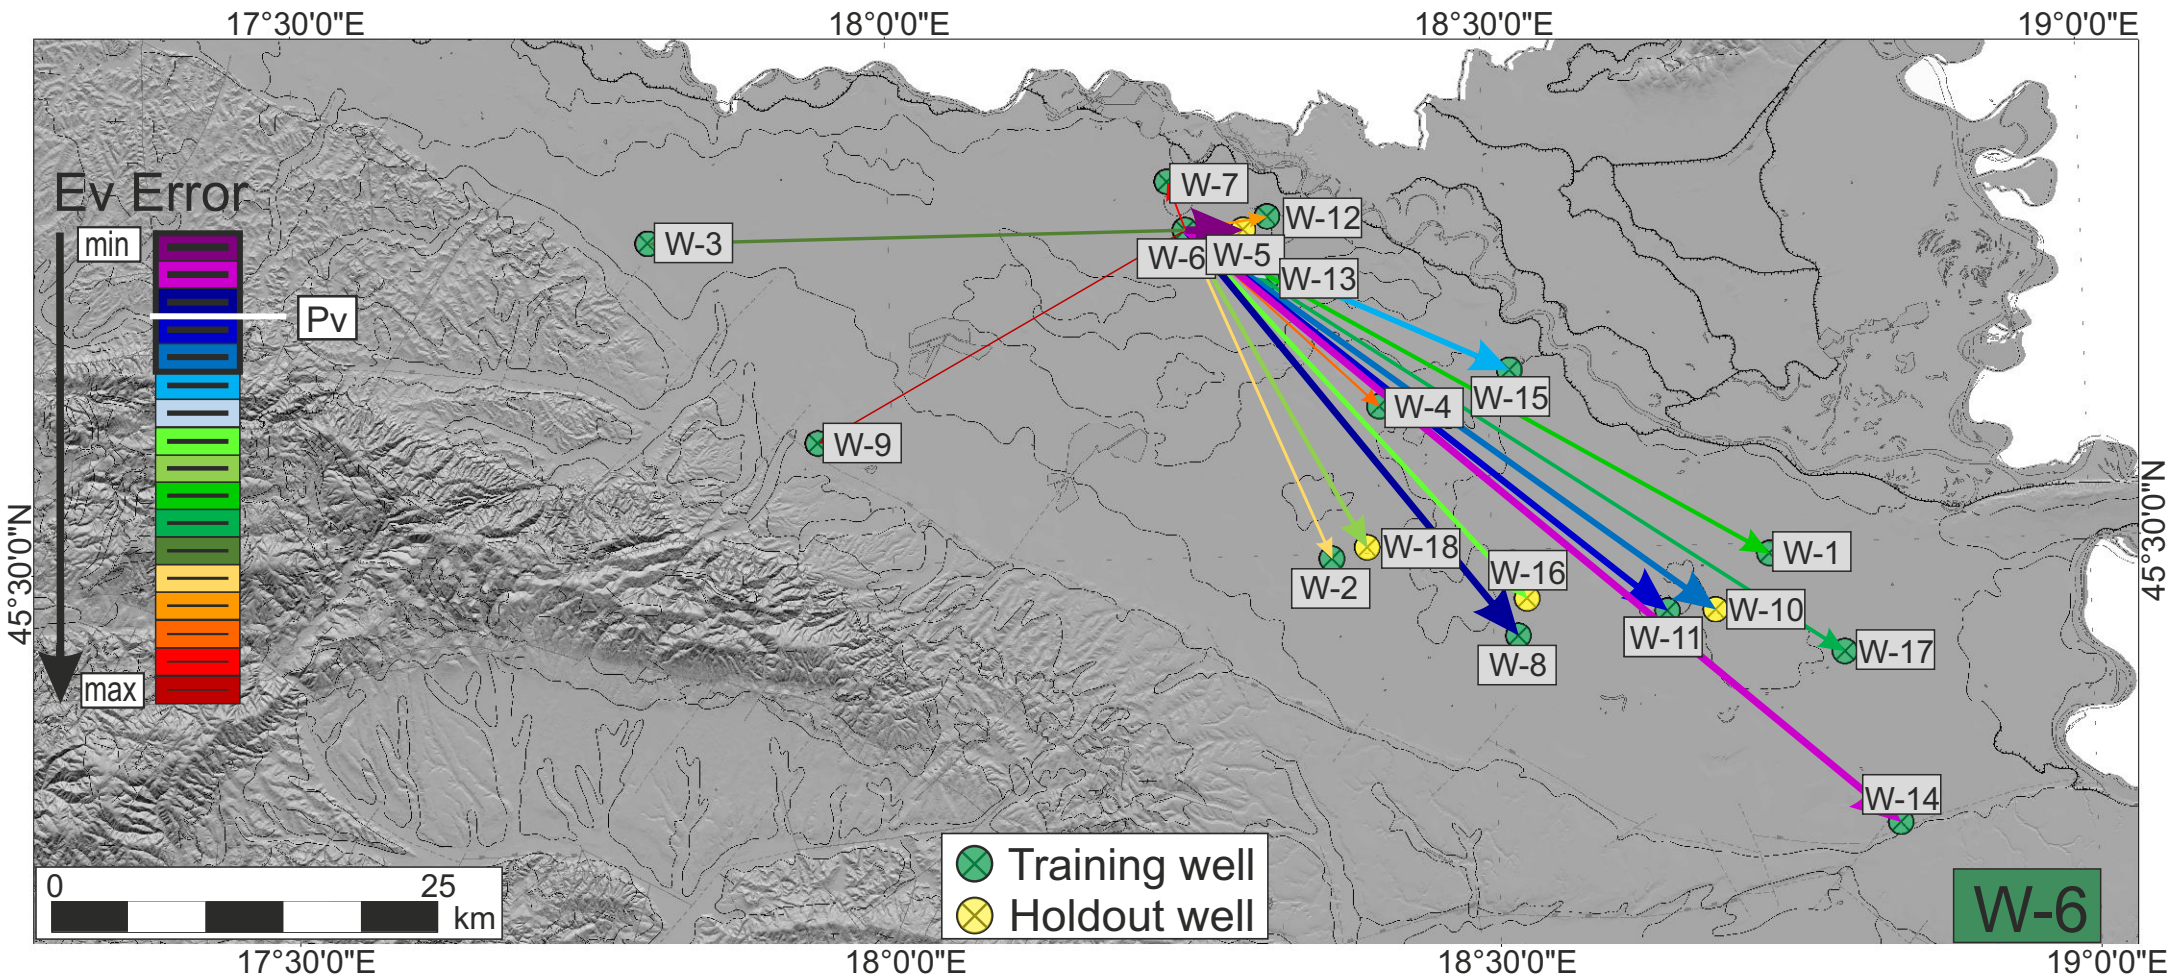 17°30'0"E
18°0'0"E
18°30'0"E
19°0'0"E
Ev Error
min
Pv
max
W-7
W-12
W-3
W-6
W-5
W-13
W-15
W-4
W-9
W-18
W-1
W-2
W-16
W-10
W-11
W-17
W-8
W-14
45°30'0"N
45°30'0"N
Training well
Holdout well
0
25
km
W-6
17°30'0"E
18°0'0"E
18°30'0"E
19°0'0"E